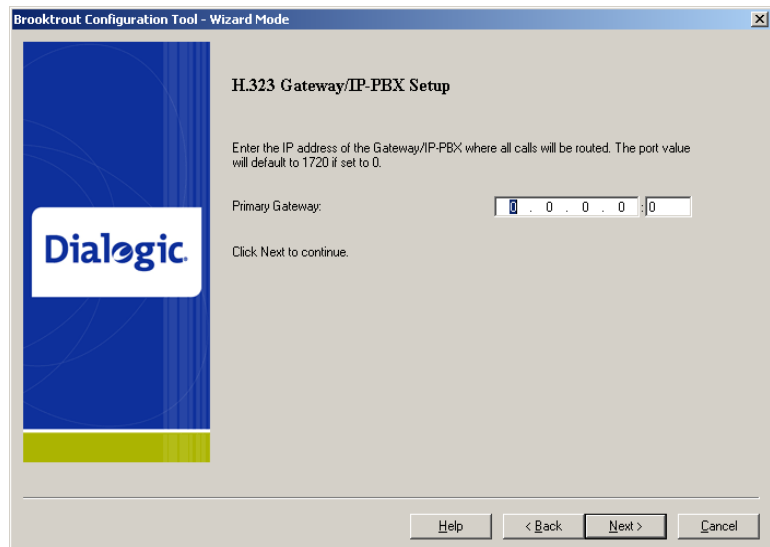 Brooktrout Configuration Tool - Wizard Mode
H.323 Gateway/IP-PBX Setup
Enter the IP address of the Gateway/IP-PBX where all calls will be routed. The port value
will default to 1720 if set to 0.
Primary Gateway: 0 . 0 . 0 . 0 : 0
Dialogic.
Click Next to continue.
Help < Back Next > Cancel